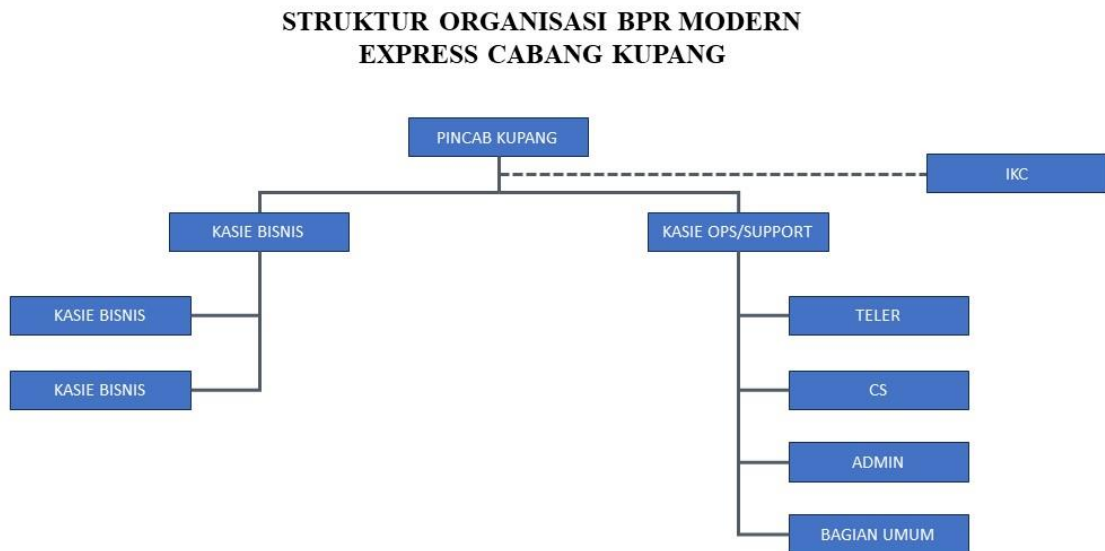 STRUKTUR ORGANISASI BPR MODERN
EXPRESS CABANG KUPANG
PINCAB KUPANG
IKC
KASIE BISNIS
KASIE OPS/SUPPORT
KASIE BISNIS
TELER
KASIE BISNIS
CS
ADMIN
BAGIAN UMUM